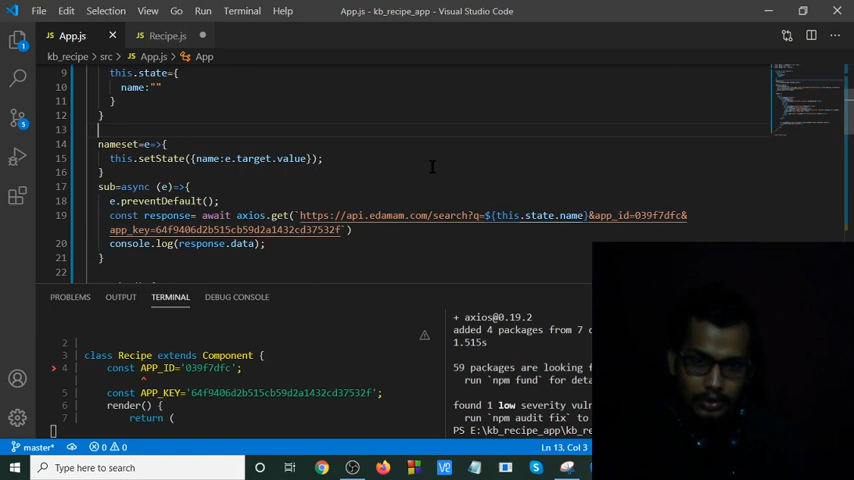 File Edit Selection View Go Run Terminal Help App.js - kb_recipe_app - Visual Studio Code
App.js Recipe.js
kb_recipe > src > App.js > App
9 this.state={
10 name:""
11 }
12 }
13
14 nameset=e=>{
15 this.setState({name:e.target.value});
16 }
17 sub=async (e)=>{
18 e.preventDefault();
19 const response= await axios.get(`https://api.edamam.com/search?q=${this.state.name}&app_id=039f7dfc&
app_key=64f9406d2b515cb59d2a1432cd37532f`)
20 console.log(response.data);
21 }
22
PROBLEMS OUTPUT TERMINAL DEBUG CONSOLE
2 |
3 | class Recipe extends Component {
> 4 | const APP_ID='039f7dfc';
| ^
5 | const APP_KEY='64f9406d2b515cb59d2a1432cd37532f';
6 | render() {
7 | return (
+ axios@0.19.2
added 4 packages from 7 c
1.515s
59 packages are looking f
run `npm fund` for deta
found 1 low severity vuln
run `npm audit fix` to
PS E:\kb_recipe_app\kb_re
master* 0 0 Ln 13, Col 5
Type here to search